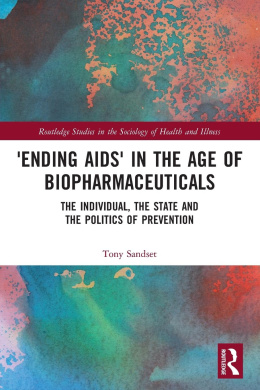 Routledge Studies in the Sociology of Health and Illness
'ENDING AIDS' IN THE AGE OF
BIOPHARMACEUTICALS
THE INDIVIDUAL, THE STATE AND
THE POLITICS OF PREVENTION
Tony Sandset
ROUTLEDGE